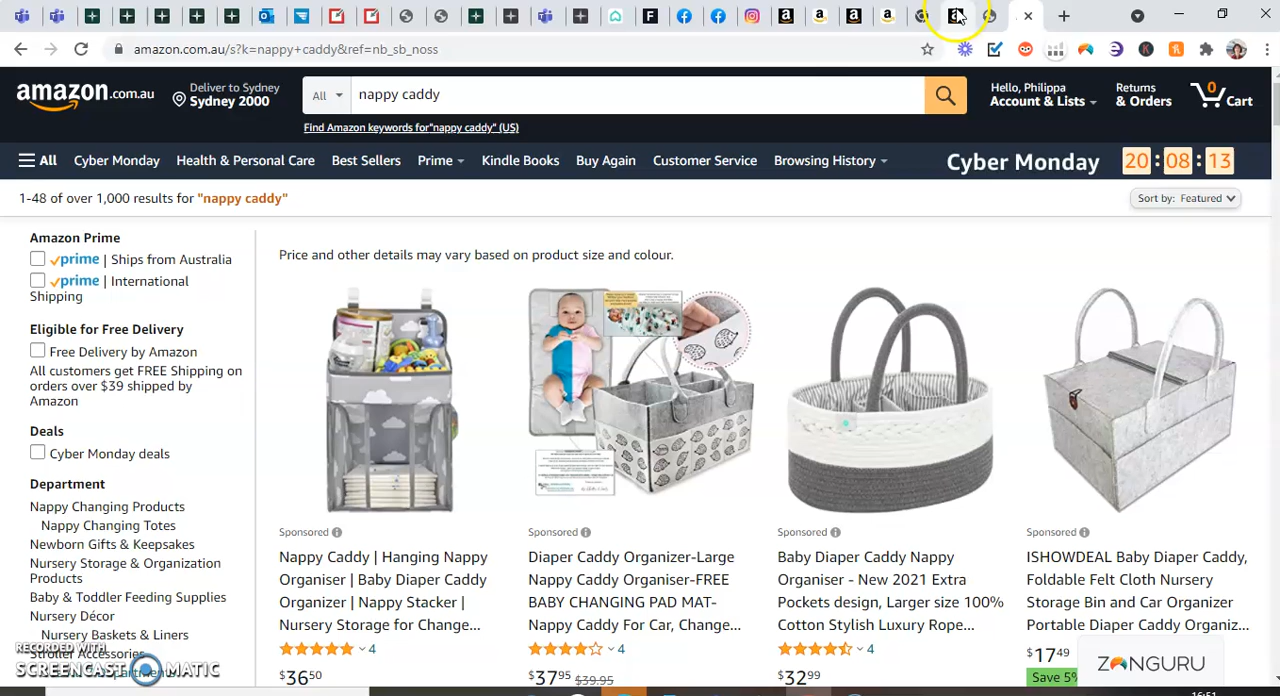 amazon.com.au/s?k=nappy+caddy&ref=nb_sb_noss
amazon.com.au
Deliver to Sydney
Sydney 2000
All
nappy caddy
Find Amazon keywords for"nappy caddy" (US)
Hello, Philippa
Account & Lists
Returns
& Orders
0
Cart
All
Cyber Monday
Health & Personal Care
Best Sellers
Prime
Kindle Books
Buy Again
Customer Service
Browsing History
Cyber Monday
20 : 08 : 13
1-48 of over 1,000 results for "nappy caddy"
Sort by: Featured
Amazon Prime
prime | Ships from Australia
prime | International
Shipping
Eligible for Free Delivery
Free Delivery by Amazon
All customers get FREE Shipping on
orders over $39 shipped by
Amazon
Deals
Cyber Monday deals
Department
Nappy Changing Products
Nappy Changing Totes
Newborn Gifts & Keepsakes
Nursery Storage & Organization
Products
Baby & Toddler Feeding Supplies
Nursery Décor
Nursery Baskets & Liners
Stroller Accessories
RECORDED WITH
SCREENCAST MATIC
Price and other details may vary based on product size and colour.
Sponsored
Nappy Caddy | Hanging Nappy
Organiser | Baby Diaper Caddy
Organizer | Nappy Stacker |
Nursery Storage for Change...
4
$36.50
Sponsored
Diaper Caddy Organizer-Large
Nappy Caddy Organiser-FREE
BABY CHANGING PAD MAT-
Nappy Caddy For Car, Change...
4
$37.95 $39.95
Sponsored
Baby Diaper Caddy Nappy
Organiser - New 2021 Extra
Pockets design, Larger size 100%
Cotton Stylish Luxury Rope...
4
$32.99
Sponsored
ISHOWDEAL Baby Diaper Caddy,
Foldable Felt Cloth Nursery
Storage Bin and Car Organizer
Portable Diaper Caddy Organiz...
$17.49
Save 5%
ZONGURU
16:51